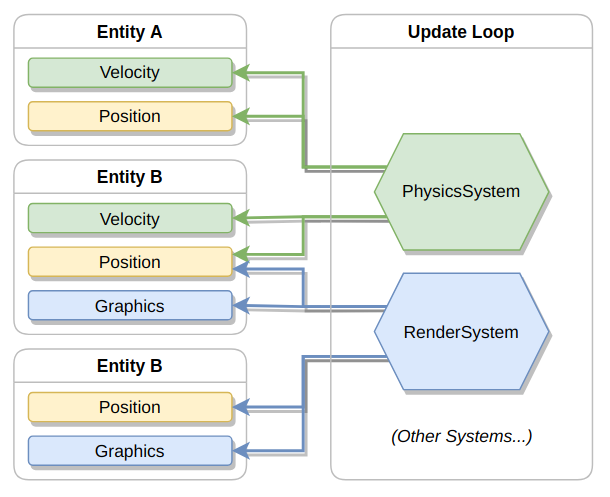 Entity A
Velocity
Position
Entity B
Velocity
Position
Graphics
Entity B
Position
Graphics
Update Loop
PhysicsSystem
RenderSystem
(Other Systems...)